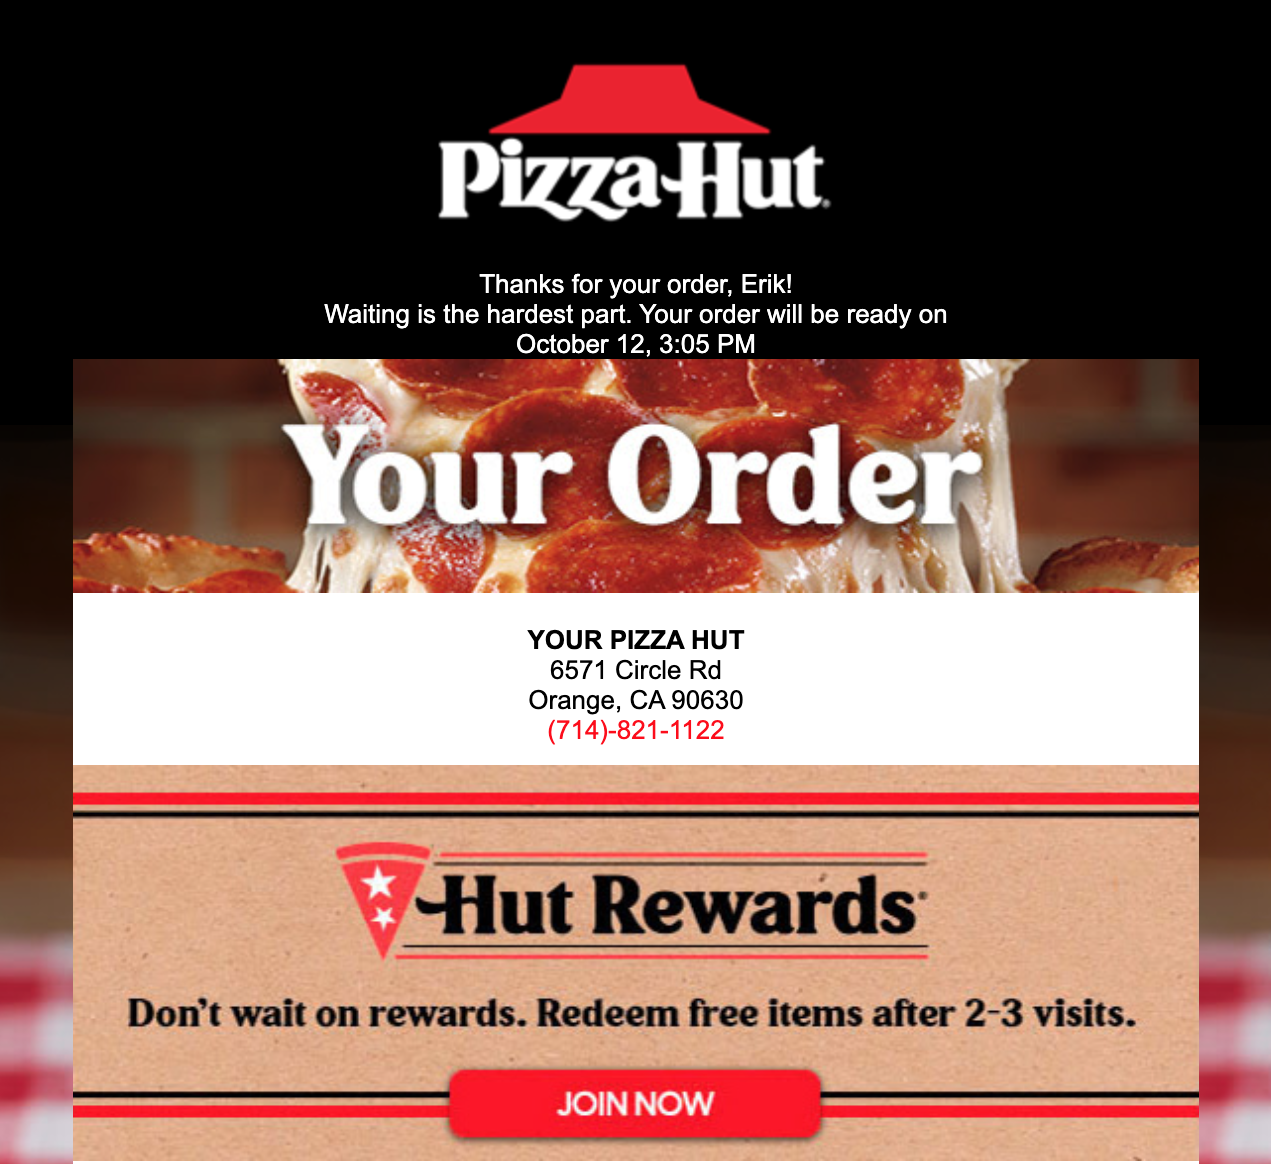 Pizza Hut®
Thanks for your order, Erik!
Waiting is the hardest part. Your order will be ready on
October 12, 3:05 PM
Your Order
YOUR PIZZA HUT
6571 Circle Rd
Orange, CA 90630
(714)-821-1122
Hut Rewards®
Don't wait on rewards. Redeem free items after 2-3 visits.
JOIN NOW